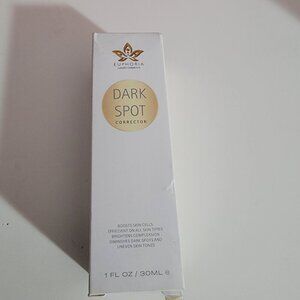 EUPHORIA
DARK
SPOT
CORRECTOR
BOOSTS SKIN CELLS
EFFICIENT ON ALL SKIN TYPES
BRIGHTENS COMPLEXION
DIMINISHES DARK SPOTS AND
UNEVEN SKIN TONES
1 FL OZ / 30ML e